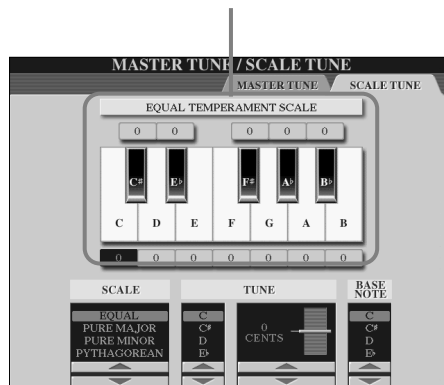 MASTER TUNE / SCALE TUNE
MASTER TUNE SCALE TUNE
EQUAL TEMPERAMENT SCALE
0 0 0 0 0
C# E♭ F# A♭ B♭
C D E F G A B
0 0 0 0 0 0 0
SCALE TUNE BASE NOTE
EQUAL C 0 CENTS C
PURE MAJOR C# C#
PURE MINOR D D
PYTHAGOREAN E♭ E♭